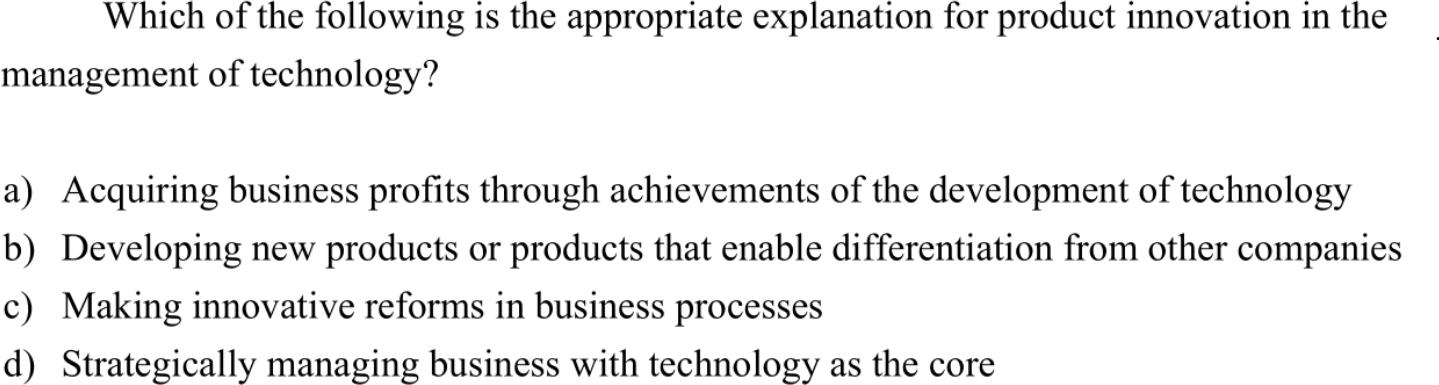 Which of the following is the appropriate explanation for product innovation in the
management of technology?
a) Acquiring business profits through achievements of the development of technology
b) Developing new products or products that enable differentiation from other companies
c) Making innovative reforms in business processes
d) Strategically managing business with technology as the core